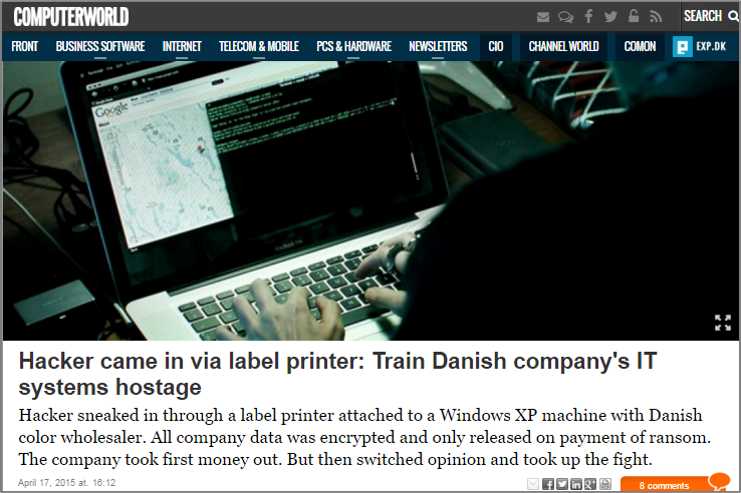 COMPUTERWORLD
SEARCH
FRONT BUSINESS SOFTWARE INTERNET TELECOM & MOBILE PCS & HARDWARE NEWSLETTERS CIO CHANNEL WORLD COMON EXP.DK
Google
Hacker came in via label printer: Train Danish company's IT
systems hostage
Hacker sneaked in through a label printer attached to a Windows XP machine with Danish
color wholesaler. All company data was encrypted and only released on payment of ransom.
The company took first money out. But then switched opinion and took up the fight.
April 17, 2015 at. 16:12
8 comments